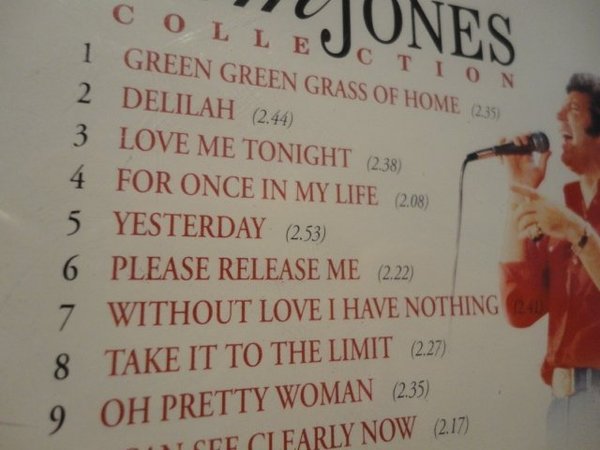 JONES
COLLECTION
1 GREEN GREEN GRASS OF HOME (2.35)
2 DELILAH (2.44)
3 LOVE ME TONIGHT (2.38)
4 FOR ONCE IN MY LIFE (2.08)
5 YESTERDAY (2.53)
6 PLEASE RELEASE ME (2.22)
7 WITHOUT LOVE I HAVE NOTHING (2.41)
8 TAKE IT TO THE LIMIT (2.27)
9 OH PRETTY WOMAN (2.35)
CAN SEE CLEARLY NOW (2.17)